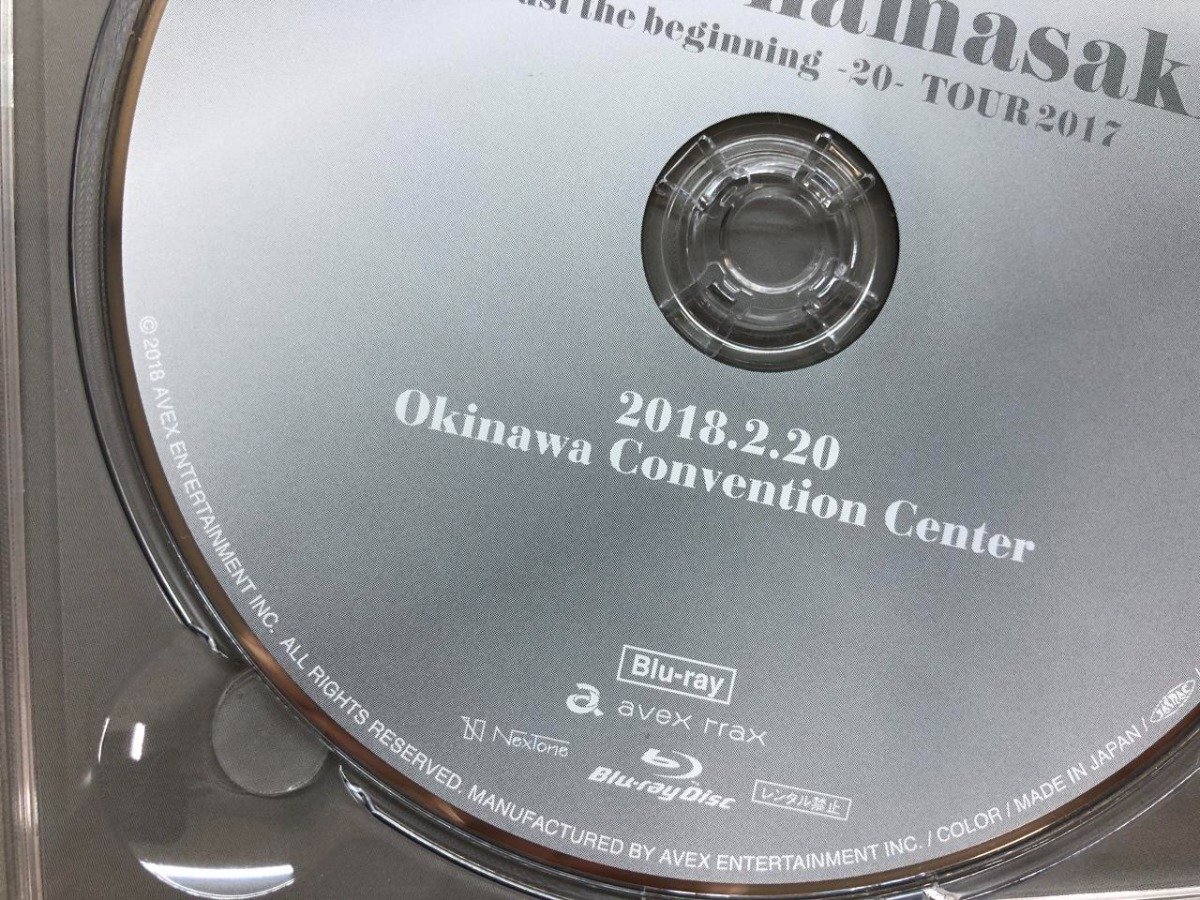 amasak
the beginning -20- TOUR 2017
2018.2.20
Okinawa Convention Center
Blu-ray
avex trax
NexTone
Blu-ray Disc
レンタル禁止
© 2018 AVEX ENTERTAINMENT INC. ALL RIGHTS RESERVED. MANUFACTURED BY AVEX ENTERTAINMENT INC. / COLOR / MADE IN JAPAN /